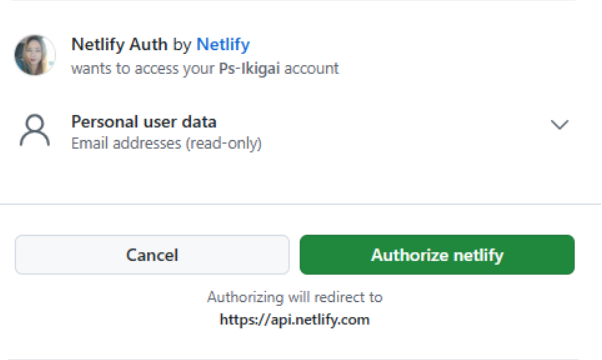 Netlify Auth by Netlify
wants to access your Ps-Ikigai account
Personal user data
Email addresses (read-only)
Cancel
Authorize netlify
Authorizing will redirect to
https://api.netlify.com